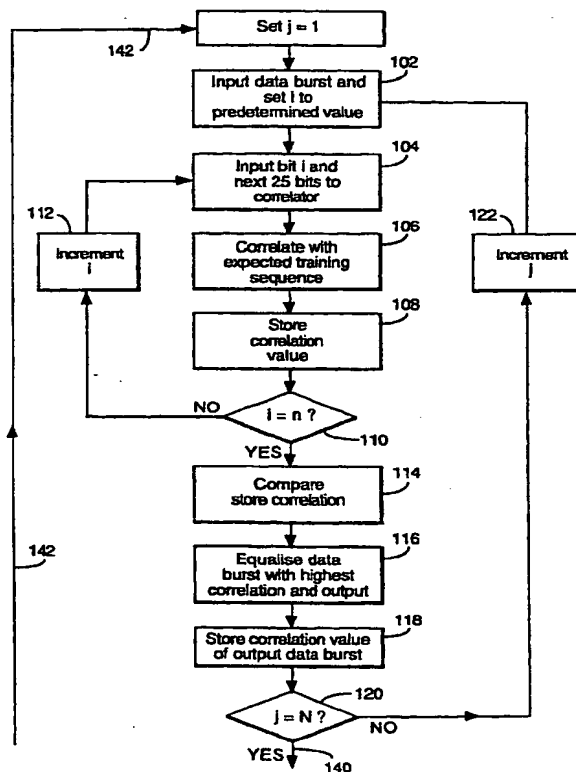 142
Set j = 1
102
Input data burst and
set i to
predetermined value
104
Input bit i and
next 25 bits to
correlator
112
Increment
i
122
Increment
j
106
Correlate with
expected training
sequence
108
Store
correlation
value
NO
i = n ?
110
YES
114
Compare
store correlation
116
Equalise data
burst with highest
correlation and output
142
118
Store correlation value
of output data burst
120
j = N ?
NO
YES
140